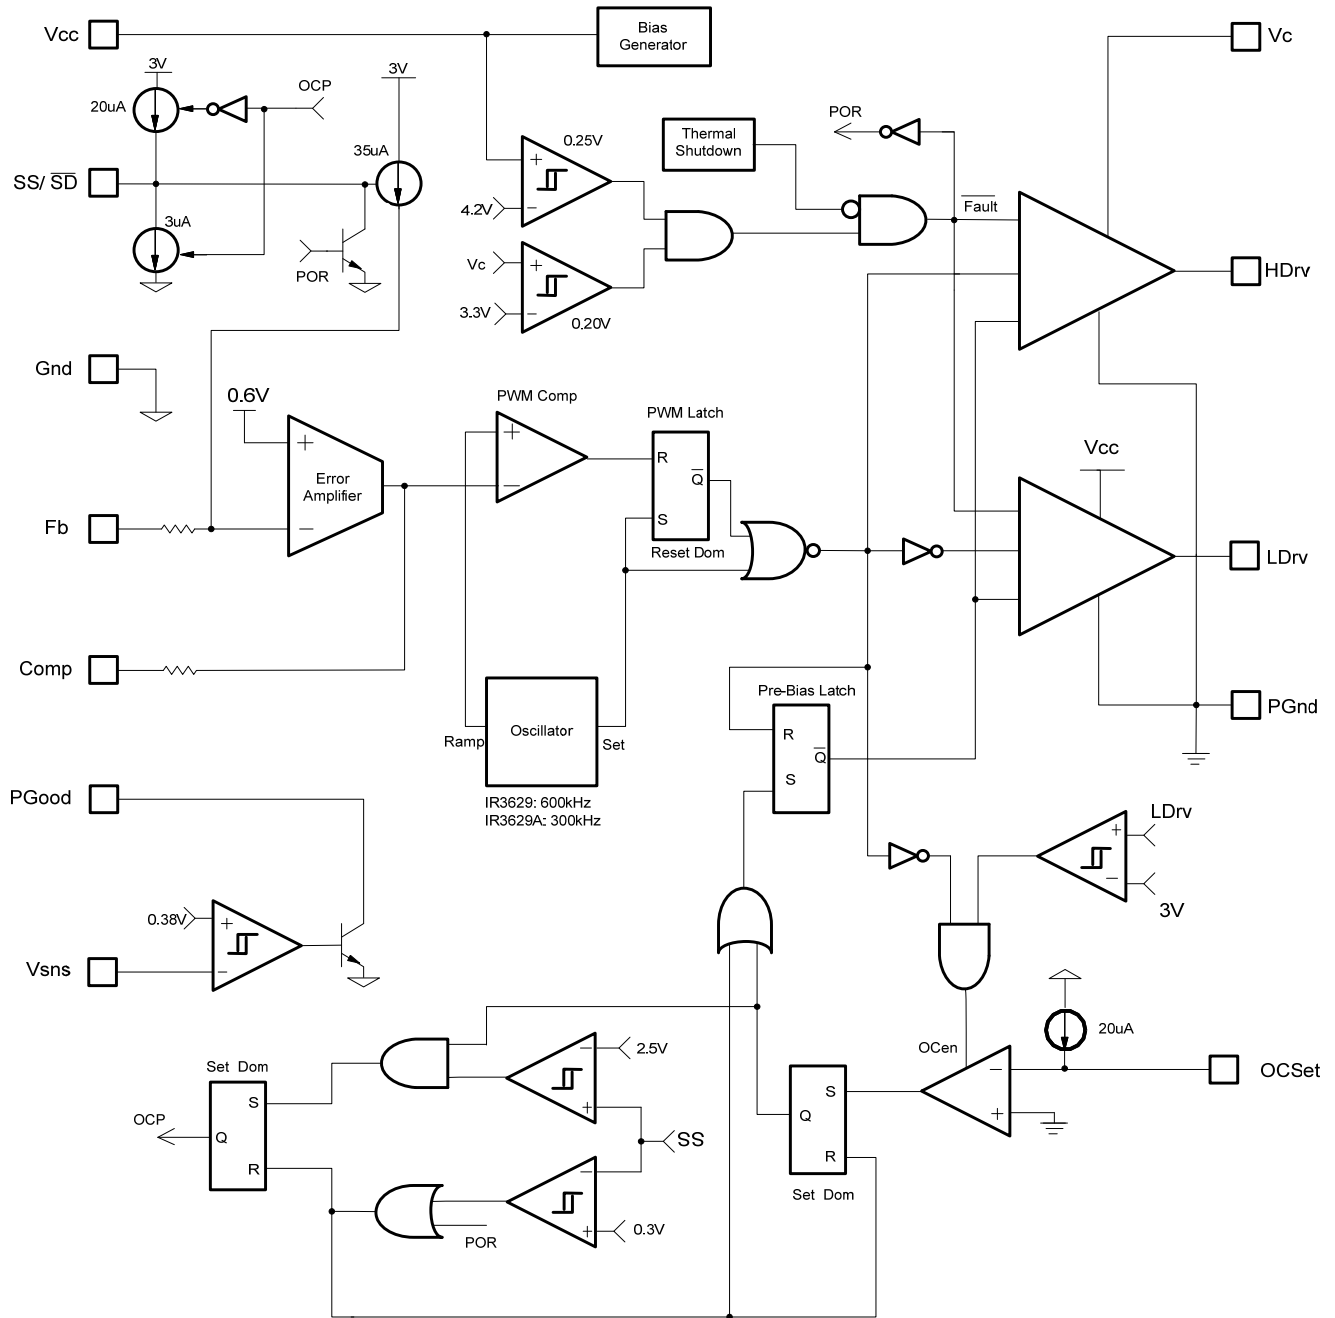 Vcc
Bias
Generator
Vc
3V
20uA
OCP
3V
35uA
SS/ SD
3uA
POR
0.25V
4.2V
Vc
3.3V
0.20V
Thermal
Shutdown
POR
Fault
HDrv
Gnd
0.6V
Error
Amplifier
PWM Comp
PWM Latch
R
Q
S
Reset Dom
Vcc
Fb
LDrv
Comp
Ramp
Oscillator
Set
IR3629: 600kHz
IR3629A: 300kHz
Pre-Bias Latch
R
Q
S
PGnd
PGood
0.38V
Vsns
LDrv
3V
OCen
20uA
OCSet
2.5V
SS
0.3V
POR
Set Dom
S
Q
R
OCP
S
Q
R
Set Dom